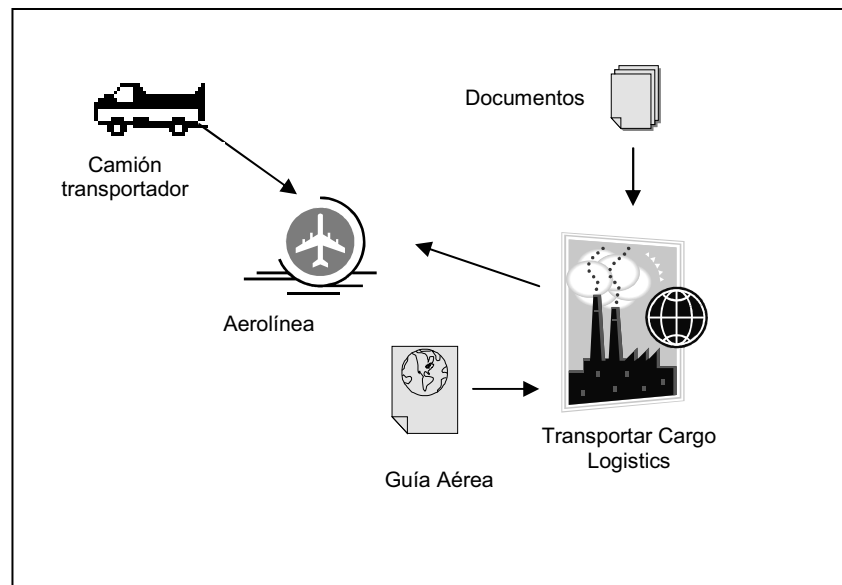 Documentos
Camión
transportador
Aerolínea
Transportar Cargo
Logistics
Guía Aérea